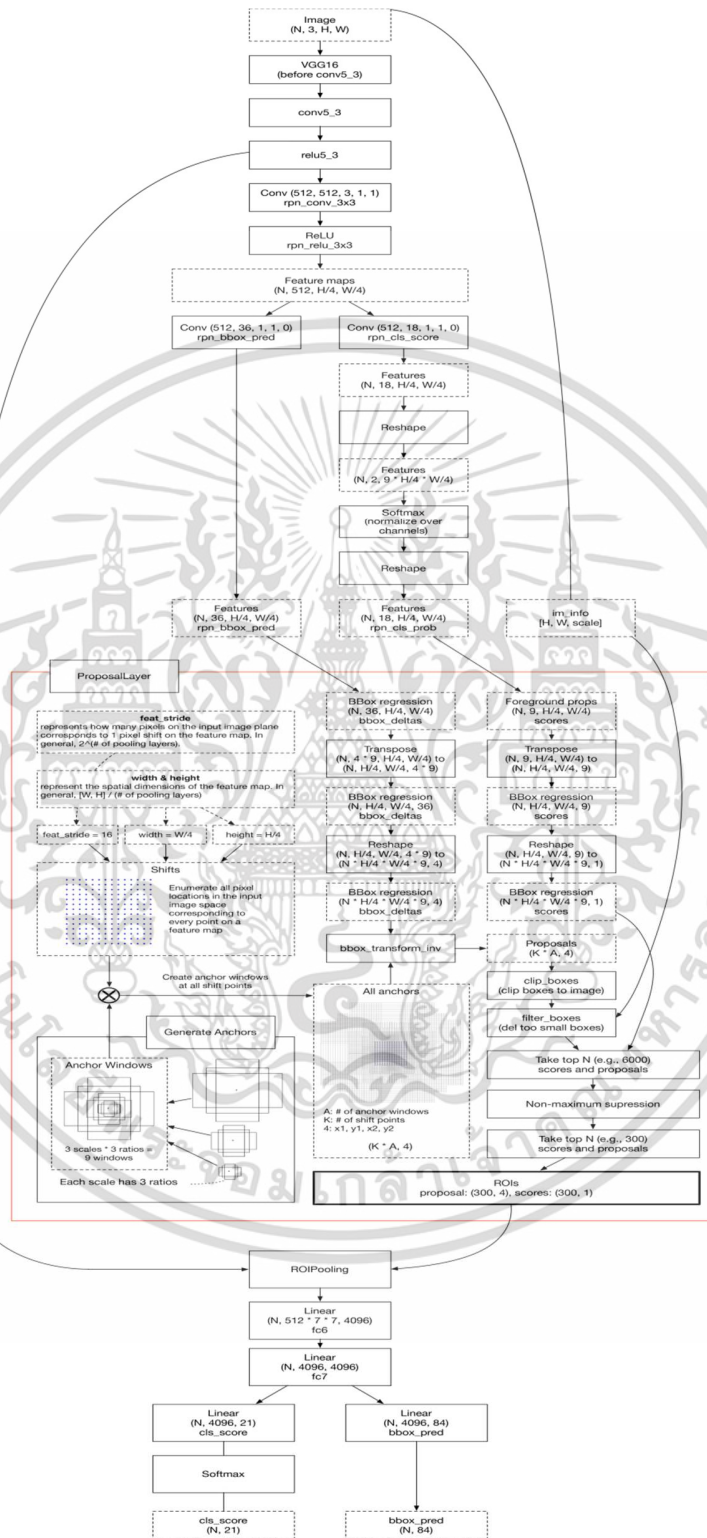 Image
(N, 3, H, W)
VGG16
(before conv5_3)
conv5_3
relu5_3
Conv (512, 512, 3, 1, 1)
rpn_conv_3x3
ReLU
rpn_relu_3x3
Feature maps
(N, 512, H/4, W/4)
Conv (512, 36, 1, 1, 0)
rpn_bbox_pred
Conv (512, 18, 1, 1, 0)
rpn_cls_score
Features
(N, 18, H/4, W/4)
Reshape
Features
(N, 2, 9 * H/4 * W/4)
Softmax
(normalize over
channels)
Reshape
Features
(N, 36, H/4, W/4)
rpn_bbox_pred
Features
(N, 18, H/4, W/4)
rpn_cls_prob
im_info
[H, W, scale]
ProposalLayer
feat_stride
represents how many pixels on the input image plane
corresponds to 1 pixel shift on the feature map. In
general, 2^(# of pooling layers).
width & height
represent the spatial dimensions of the feature map. In
general, [W, H] / (# of pooling layers)
feat_stride = 16
width = W/4
height = H/4
Shifts
Enumerate all pixel
locations in the input
image space
corresponding to
every point on a
feature map
Create anchor windows
at all shift points
Generate Anchors
Anchor Windows
3 scales * 3 ratios =
9 windows
Each scale has 3 ratios
BBox regression
(N, 36, H/4, W/4)
bbox_deltas
Transpose
(N, 4 * 9, H/4, W/4) to
(N, H/4, W/4, 4 * 9)
BBox regression
(N, H/4, W/4, 36)
bbox_deltas
Reshape
(N, H/4, W/4, 4 * 9) to
(N * H/4 * W/4 * 9, 4)
BBox regression
(N * H/4 * W/4 * 9, 4)
bbox_deltas
bbox_transform_inv
All anchors
A: # of anchor windows
K: # of shift points
4: x1, y1, x2, y2
(K * A, 4)
Foreground props
(N, 9, H/4, W/4)
scores
Transpose
(N, 9, H/4, W/4) to
(N, H/4, W/4, 9)
BBox regression
(N, H/4, W/4, 9)
scores
Reshape
(N, H/4, W/4, 9) to
(N * H/4 * W/4 * 9, 1)
BBox regression
(N * H/4 * W/4 * 9, 1)
scores
Proposals
(K * A, 4)
clip_boxes
(clip boxes to image)
filter_boxes
(del too small boxes)
Take top N (e.g., 6000)
scores and proposals
Non-maximum supression
Take top N (e.g., 300)
scores and proposals
ROIs
proposal: (300, 4), scores: (300, 1)
ROIPooling
Linear
(N, 512 * 7 * 7, 4096)
fc6
Linear
(N, 4096, 4096)
fc7
Linear
(N, 4096, 21)
cls_score
Linear
(N, 4096, 84)
bbox_pred
Softmax
cls_score
(N, 21)
bbox_pred
(N, 84)